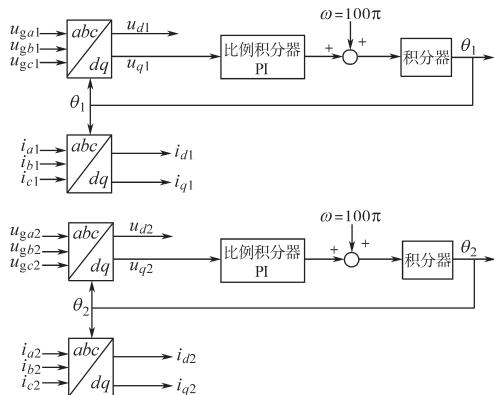 u_ga1
u_gb1
u_gc1
abc
dq
u_d1
u_q1
比例积分器
PI
ω=100π
+
+
积分器
θ_1
θ_1
i_a1
i_b1
i_c1
abc
dq
i_d1
i_q1
u_ga2
u_gb2
u_gc2
abc
dq
u_d2
u_q2
比例积分器
PI
ω=100π
+
+
积分器
θ_2
θ_2
i_a2
i_b2
i_c2
abc
dq
i_d2
i_q2